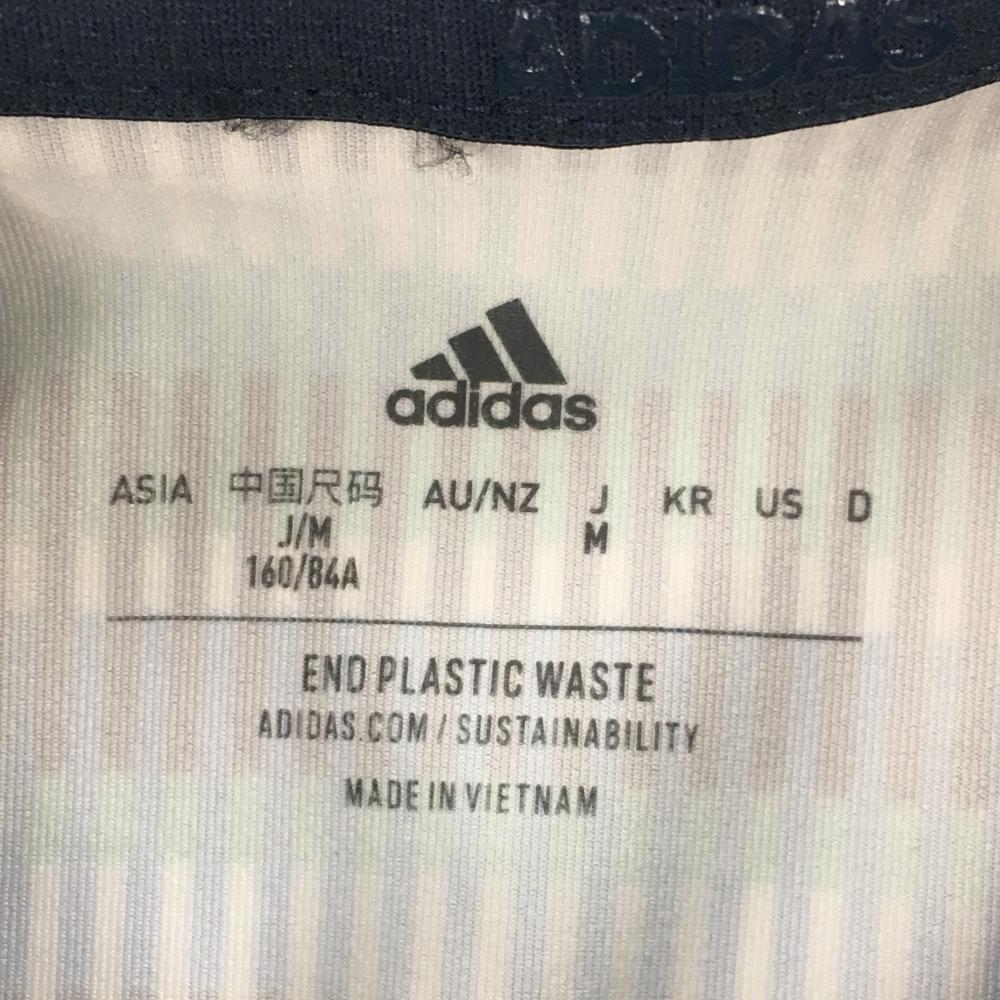 ADIDAS
adidas
ASIA 中国尺码 AU/NZ J KR US D
J/M M
160/84A
END PLASTIC WASTE
ADIDAS.COM / SUSTAINABILITY
MADE IN VIETNAM